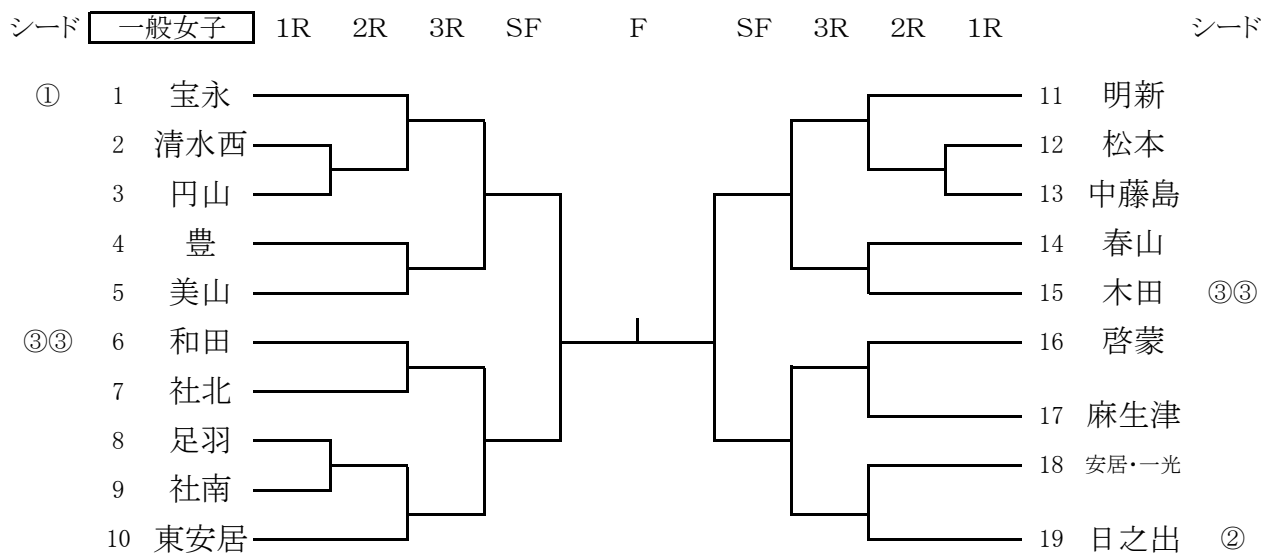 シード 一般女子 1R 2R 3R SF F SF 3R 2R 1R シード
① 1 宝永 11 明新
2 清水西 12 松本
3 円山 13 中藤島
4 豊 14 春山
5 美山 15 木田 ③③
③③ 6 和田 16 啓蒙
7 社北 17 麻生津
8 足羽 18 安居・一光
9 社南
10 東安居 19 日之出 ②